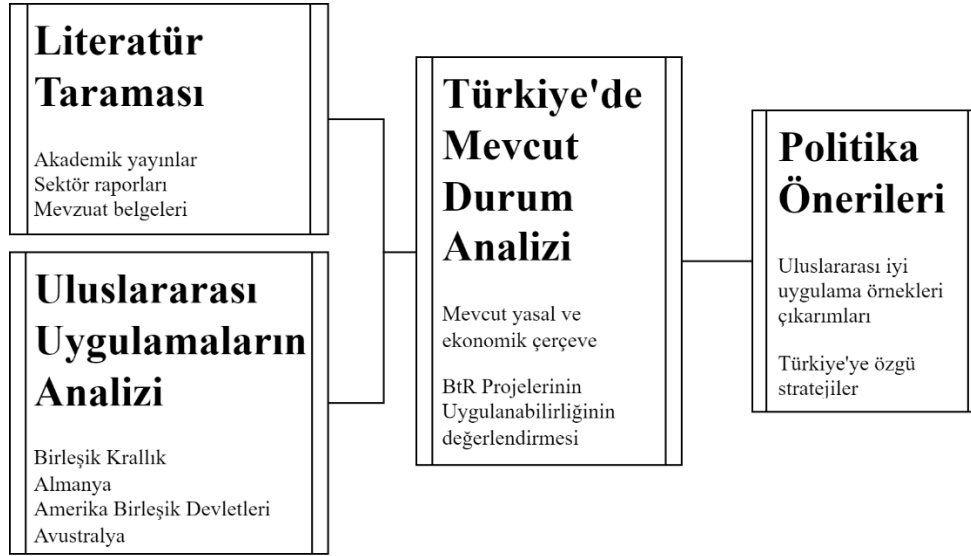 Literatür
Taraması
Akademik yayınlar
Sektör raporları
Mevzuat belgeleri
Uluslararası
Uygulamaların
Analizi
Birleşik Krallık
Almanya
Amerika Birleşik Devletleri
Avustralya
Türkiye'de
Mevcut
Durum
Analizi
Mevcut yasal ve
ekonomik çerçeve
BtR Projelerinin
Uygulanabilirliğinin
değerlendirmesi
Politika
Önerileri
Uluslararası iyi
uygulama örnekleri
çıkarımları
Türkiye'ye özgü
stratejiler